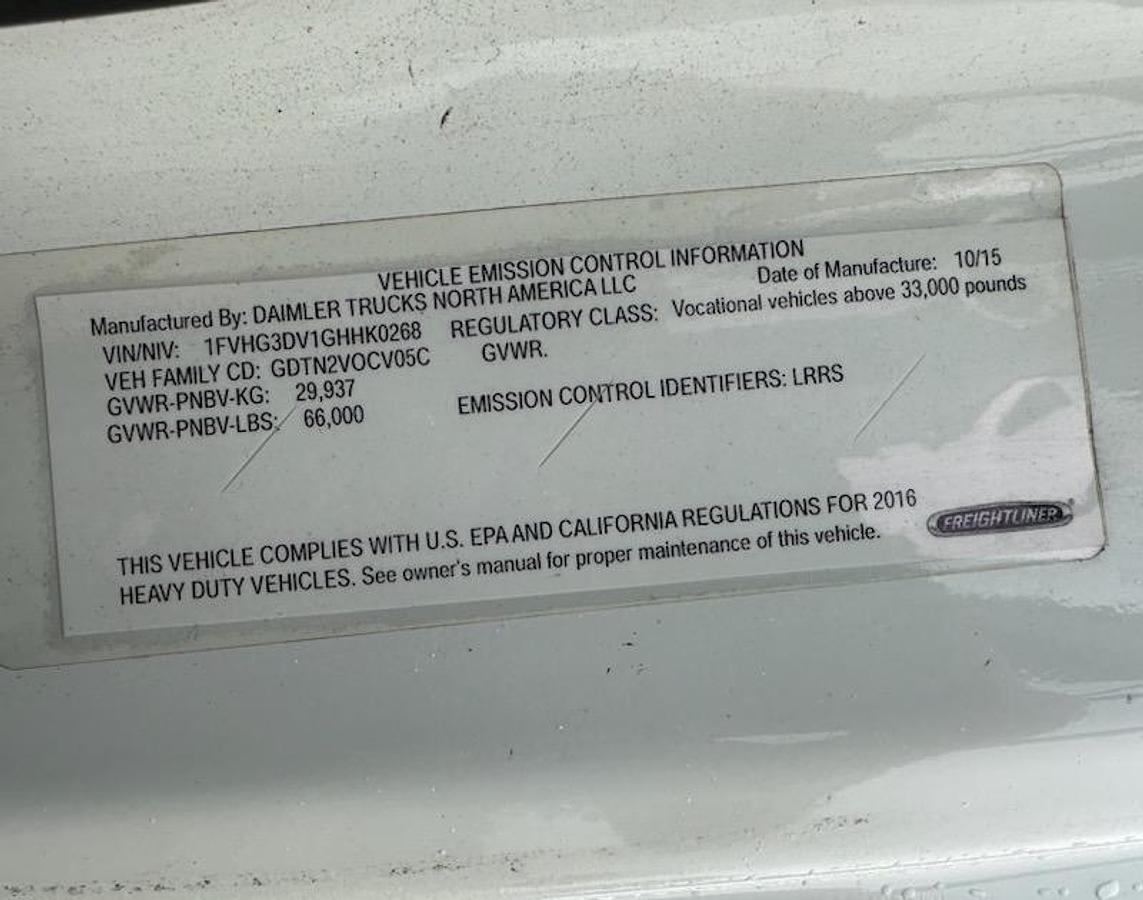 VEHICLE EMISSION CONTROL INFORMATION
Manufactured By: DAIMLER TRUCKS NORTH AMERICA LLC Date of Manufacture: 10/15
VIN/NIV: 1FVHG3DV1GHHK0268 REGULATORY CLASS: Vocational vehicles above 33,000 pounds
VEH FAMILY CD: GDTN2VOCV05C GVWR.
GVWR-PNBV-KG: 29,937
GVWR-PNBV-LBS: 66,000 EMISSION CONTROL IDENTIFIERS: LRRS
THIS VEHICLE COMPLIES WITH U.S. EPA AND CALIFORNIA REGULATIONS FOR 2016
HEAVY DUTY VEHICLES. See owner's manual for proper maintenance of this vehicle.
FREIGHTLINER®